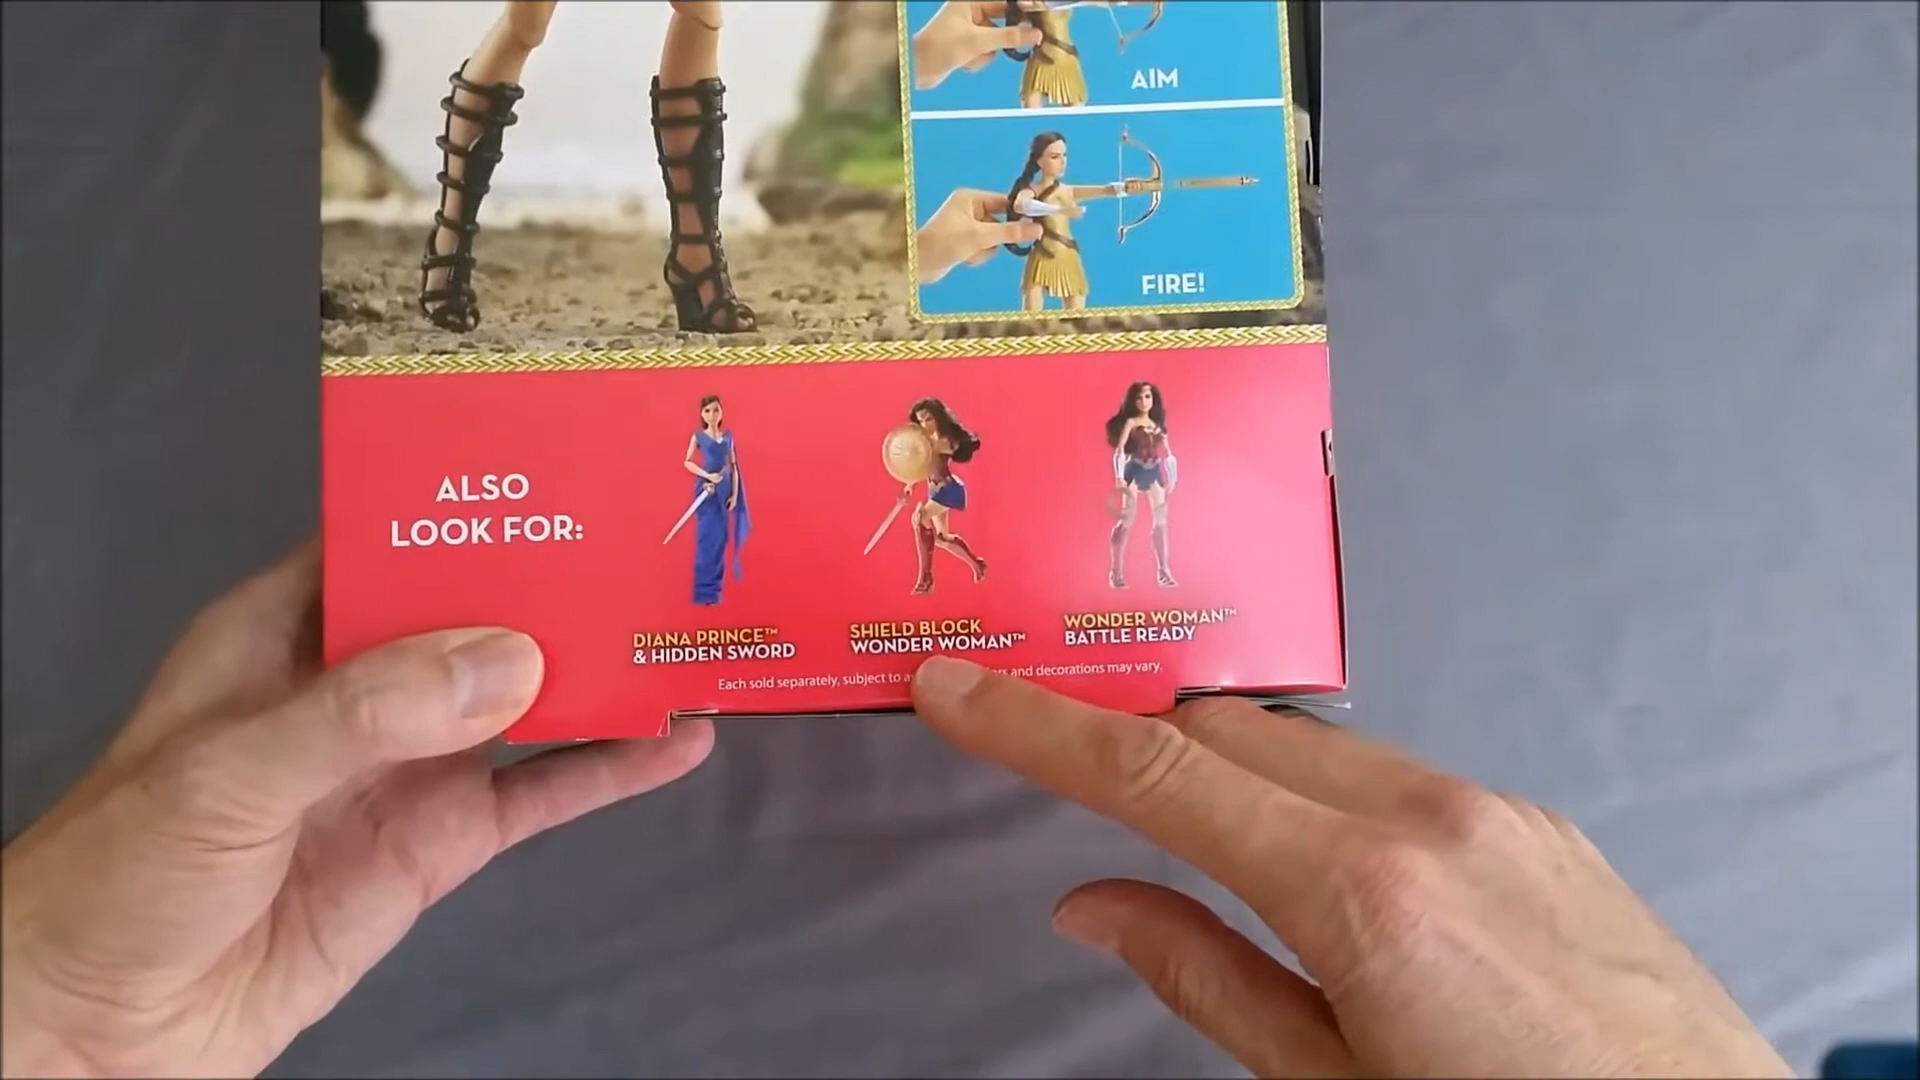 AIM
FIRE!
ALSO
LOOK FOR:
DIANA PRINCE™
& HIDDEN SWORD
SHIELD BLOCK
WONDER WOMAN™
WONDER WOMAN™
BATTLE READY
Each sold separately, subject to and decorations may vary.